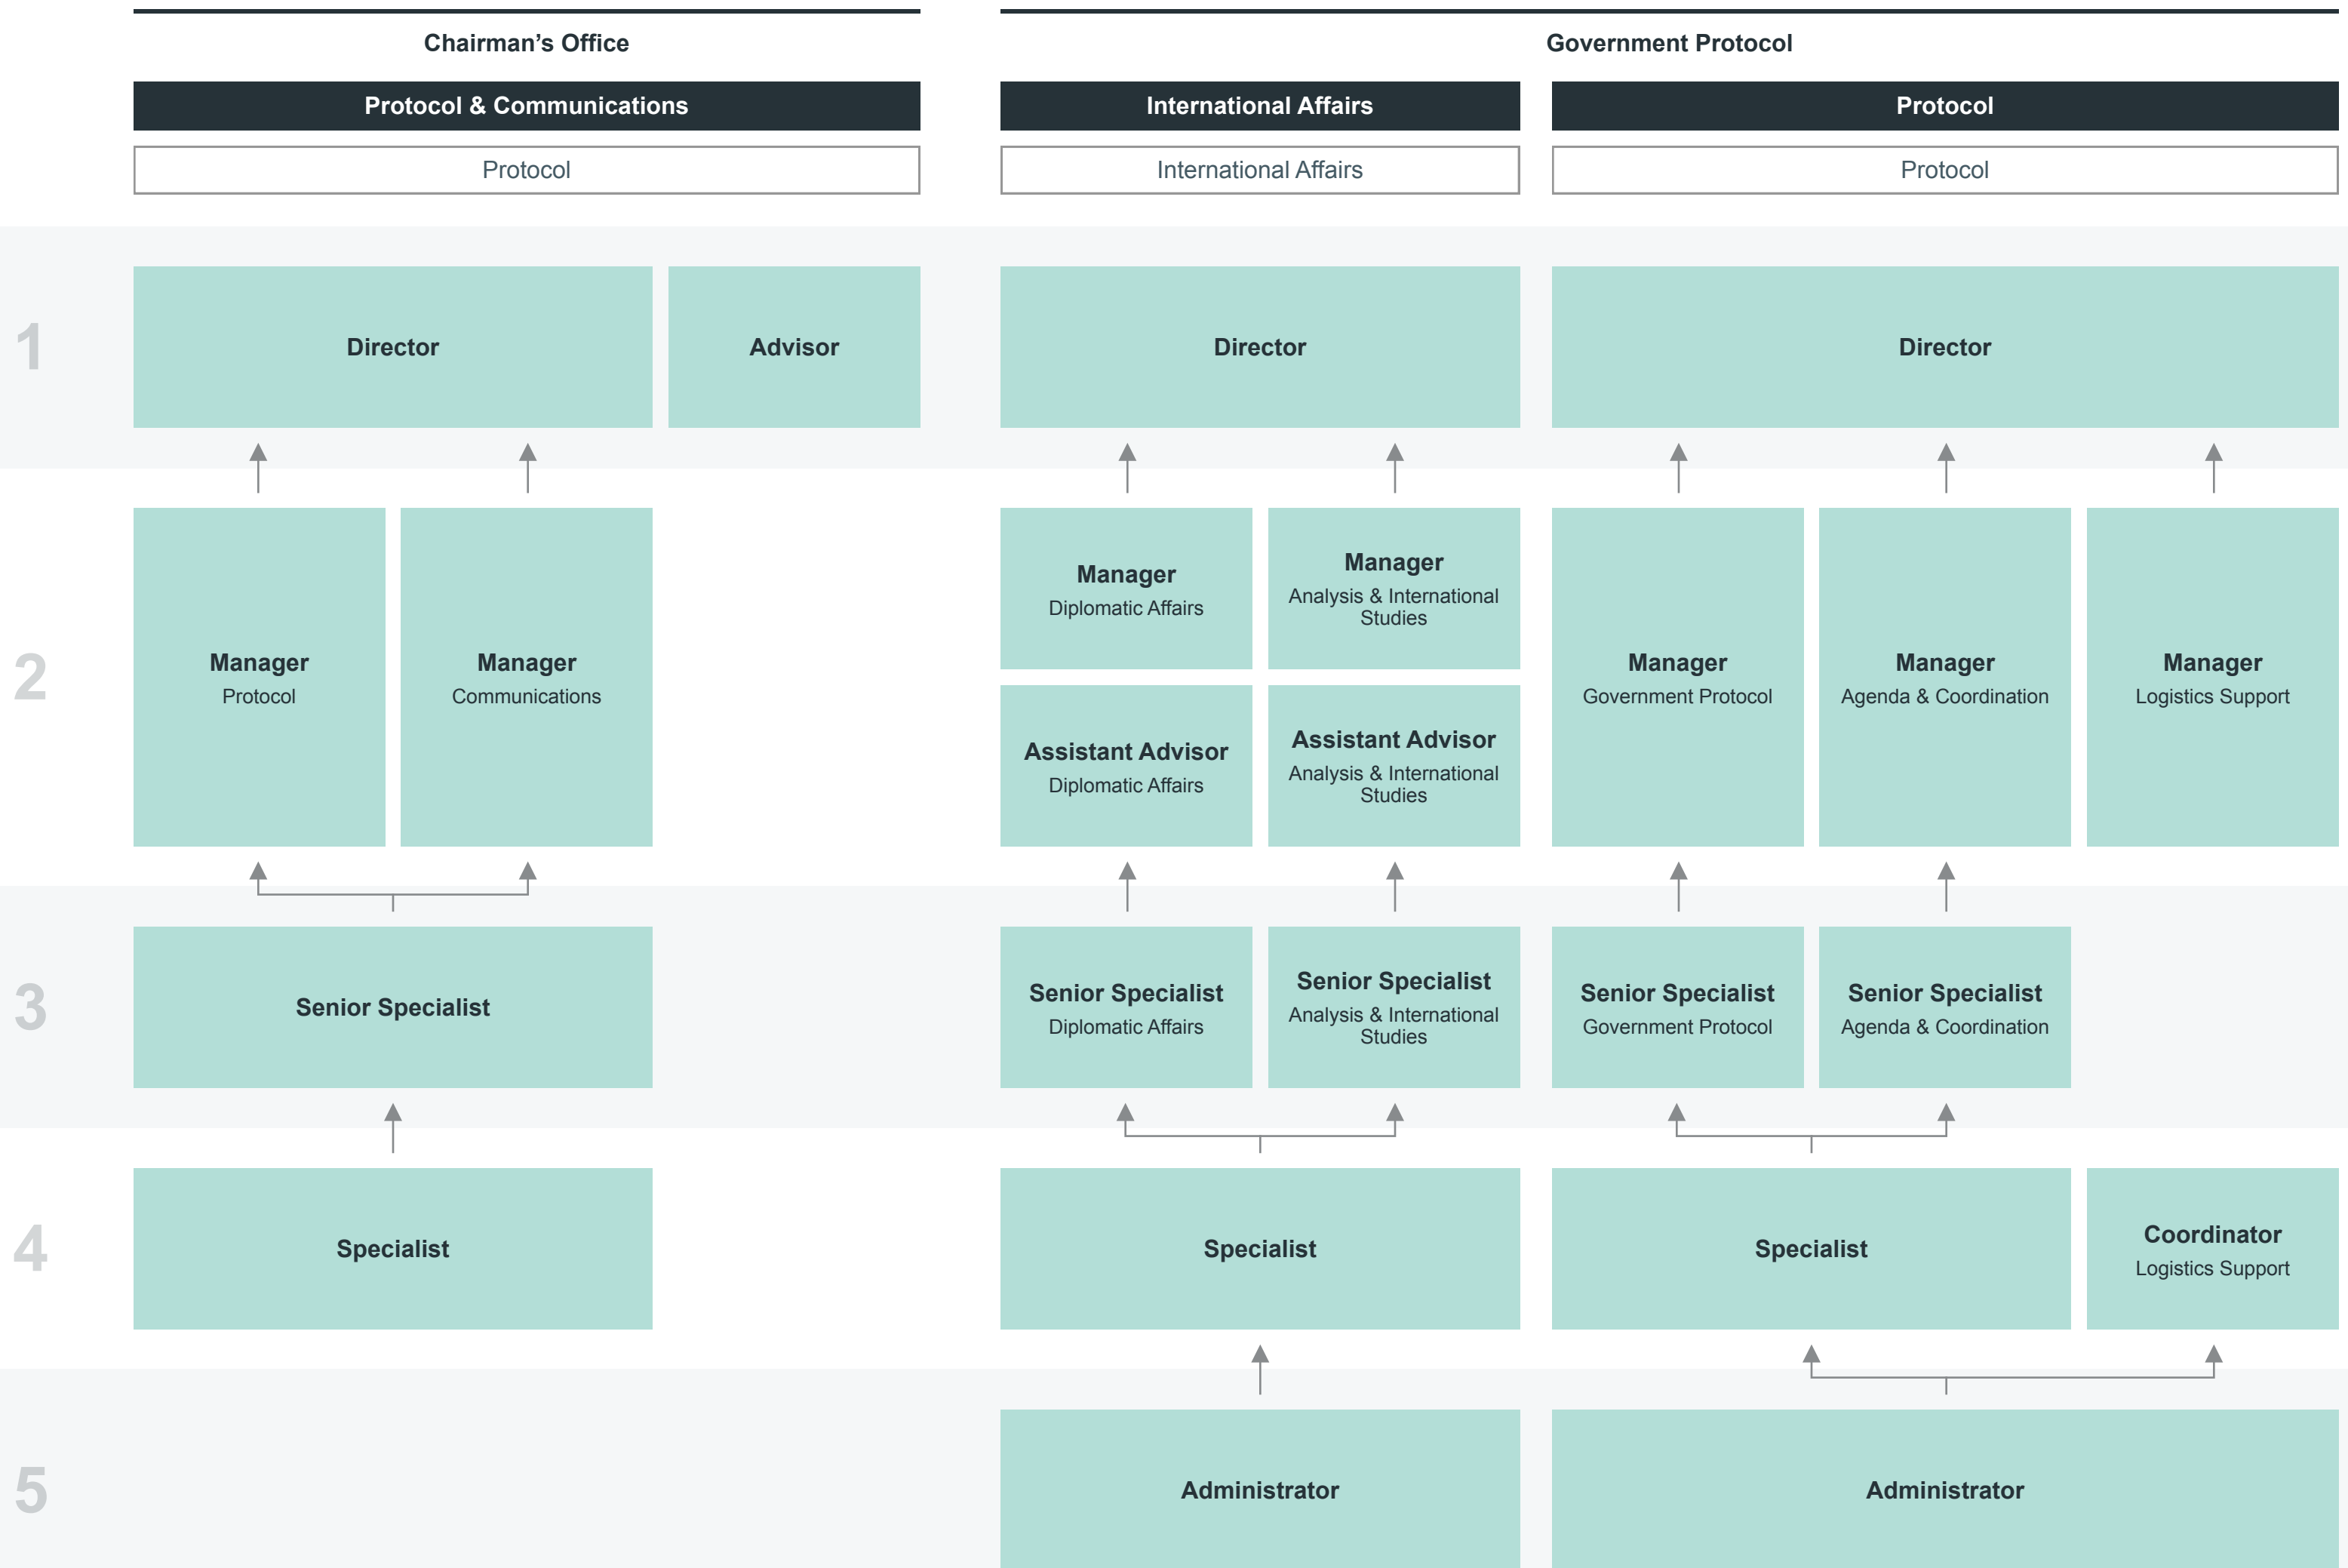 Chairman’s Office
Government Protocol
Protocol & Communications
International Affairs
Protocol
Protocol
International Affairs
Protocol
1
Director
Advisor
Director
Director
2
Manager
Protocol
Manager
Communications
Manager
Diplomatic Affairs
Manager
Analysis & International
Studies
Assistant Advisor
Diplomatic Affairs
Assistant Advisor
Analysis & International
Studies
Manager
Government Protocol
Manager
Agenda & Coordination
Manager
Logistics Support
3
Senior Specialist
Senior Specialist
Diplomatic Affairs
Senior Specialist
Analysis & International
Studies
Senior Specialist
Government Protocol
Senior Specialist
Agenda & Coordination
4
Specialist
Specialist
Specialist
Coordinator
Logistics Support
5
Administrator
Administrator